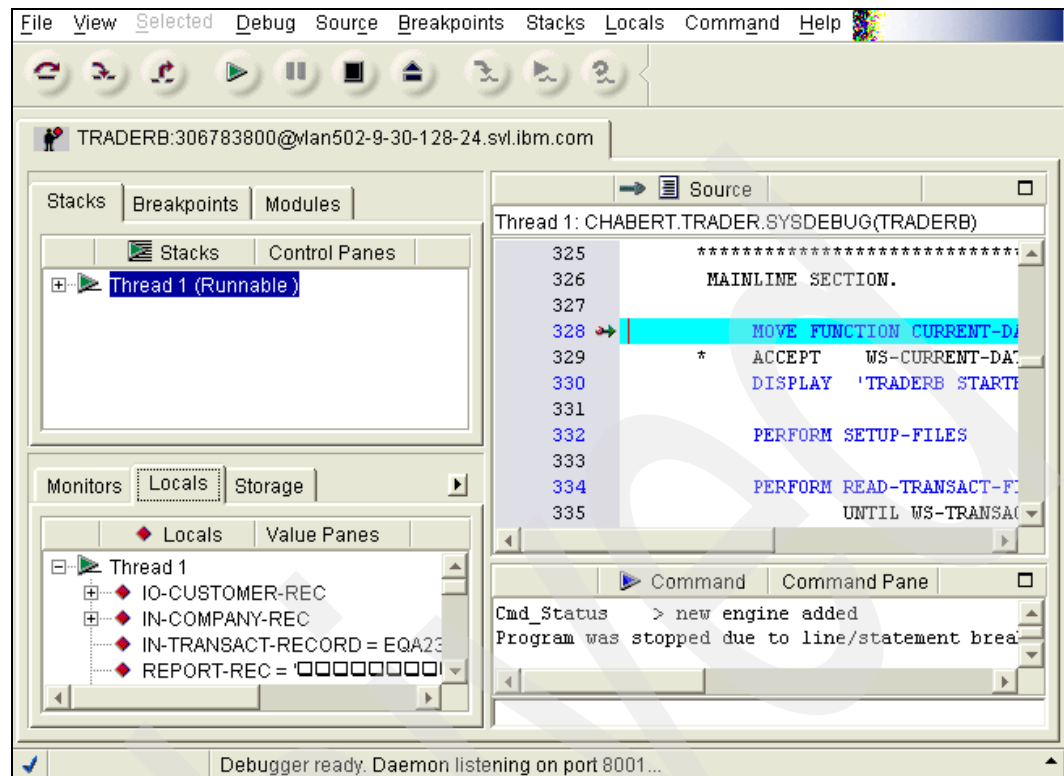 File View Selected Debug Source Breakpoints Stacks Locals Command Help
TRADERB:306783800@vlan502-9-30-128-24.svl.ibm.com
Stacks Breakpoints Modules
Stacks Control Panes
Thread 1 (Runnable )
Source
Thread 1: CHABERT.TRADER.SYSDEBUG(TRADERB)
325 *****************************
326 MAINLINE SECTION.
327
328 MOVE FUNCTION CURRENT-DA
329 * ACCEPT WS-CURRENT-DAT
330 DISPLAY 'TRADERB STARTE
331
332 PERFORM SETUP-FILES
333
334 PERFORM READ-TRANSACT-FI
335 UNTIL WS-TRANSAC
Monitors Locals Storage
Locals Value Panes
Thread 1
IO-CUSTOMER-REC
IN-COMPANY-REC
IN-TRANSACT-RECORD = EQA23
REPORT-REC = '□□□□□□□□
Command Command Pane
Cmd_Status > new engine added
Program was stopped due to line/statement brea
Debugger ready. Daemon listening on port 8001...